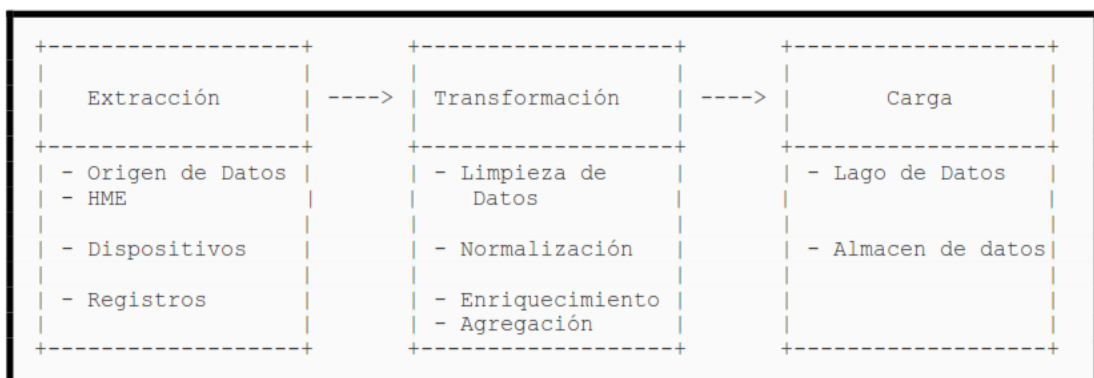 +-------------------+       +-------------------+       +-------------------+
|                   |       |                   |       |                   |
|   Extracción      | ----> | Transformación    | ----> |       Carga       |
|                   |       |                   |       |                   |
+-------------------+       +-------------------+       +-------------------+
| - Origen de Datos |       | - Limpieza de     |       | - Lago de Datos   |
| - HME             |       |    Datos          |       |                   |
|                   |       |                   |       |                   |
| - Dispositivos    |       | - Normalización   |       | - Almacen de datos|
|                   |       |                   |       |                   |
| - Registros       |       | - Enriquecimiento |       |                   |
|                   |       | - Agregación      |       |                   |
+-------------------+       +-------------------+       +-------------------+